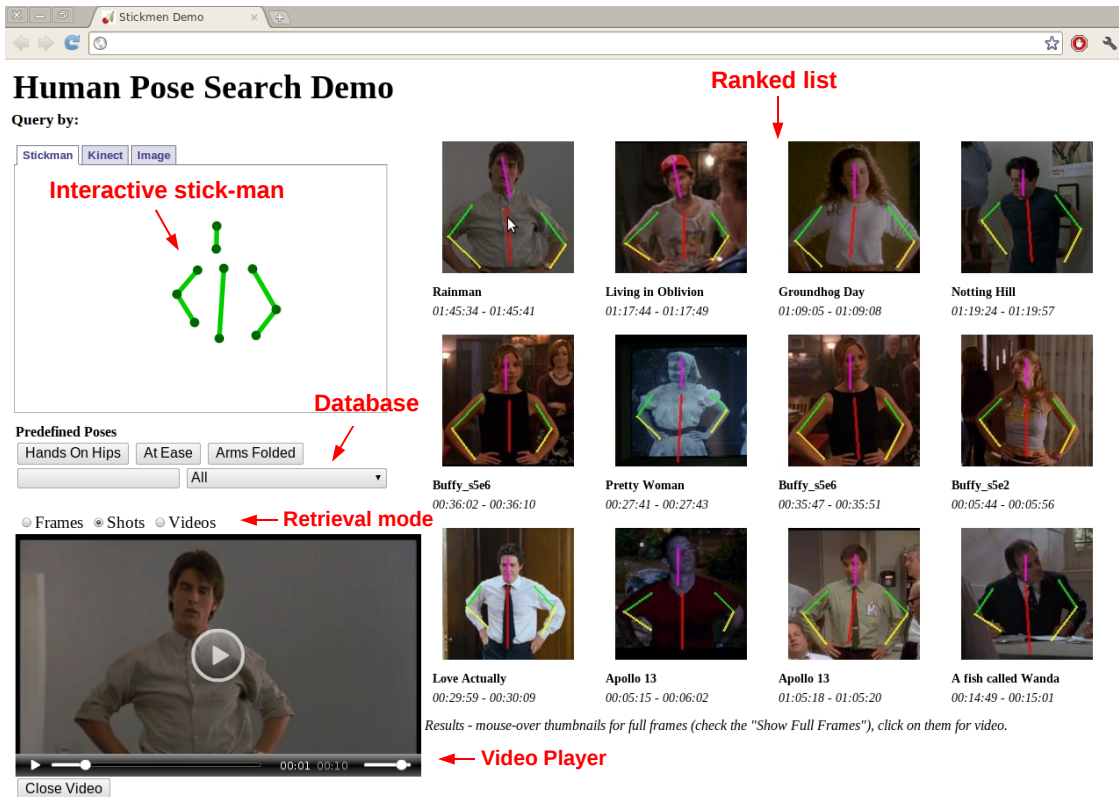 Stickmen Demo
Human Pose Search Demo
Query by:
Stickman Kinect Image
Interactive stick-man
Database
Predefined Poses
Hands On Hips At Ease Arms Folded
All
Frames Shots Videos
Retrieval mode
00:01 00:10
Video Player
Close Video
Ranked list
Rainman
01:45:34 - 01:45:41
Living in Oblivion
01:17:44 - 01:17:49
Groundhog Day
01:09:05 - 01:09:08
Notting Hill
01:19:24 - 01:19:57
Buffy_s5e6
00:36:02 - 00:36:10
Pretty Woman
00:27:41 - 00:27:43
Buffy_s5e6
00:35:47 - 00:35:51
Buffy_s5e2
00:05:44 - 00:05:56
Love Actually
00:29:59 - 00:30:09
Apollo 13
00:05:15 - 00:06:02
Apollo 13
01:05:18 - 01:05:20
A fish called Wanda
00:14:49 - 00:15:01
Results - mouse-over thumbnails for full frames (check the "Show Full Frames"), click on them for video.